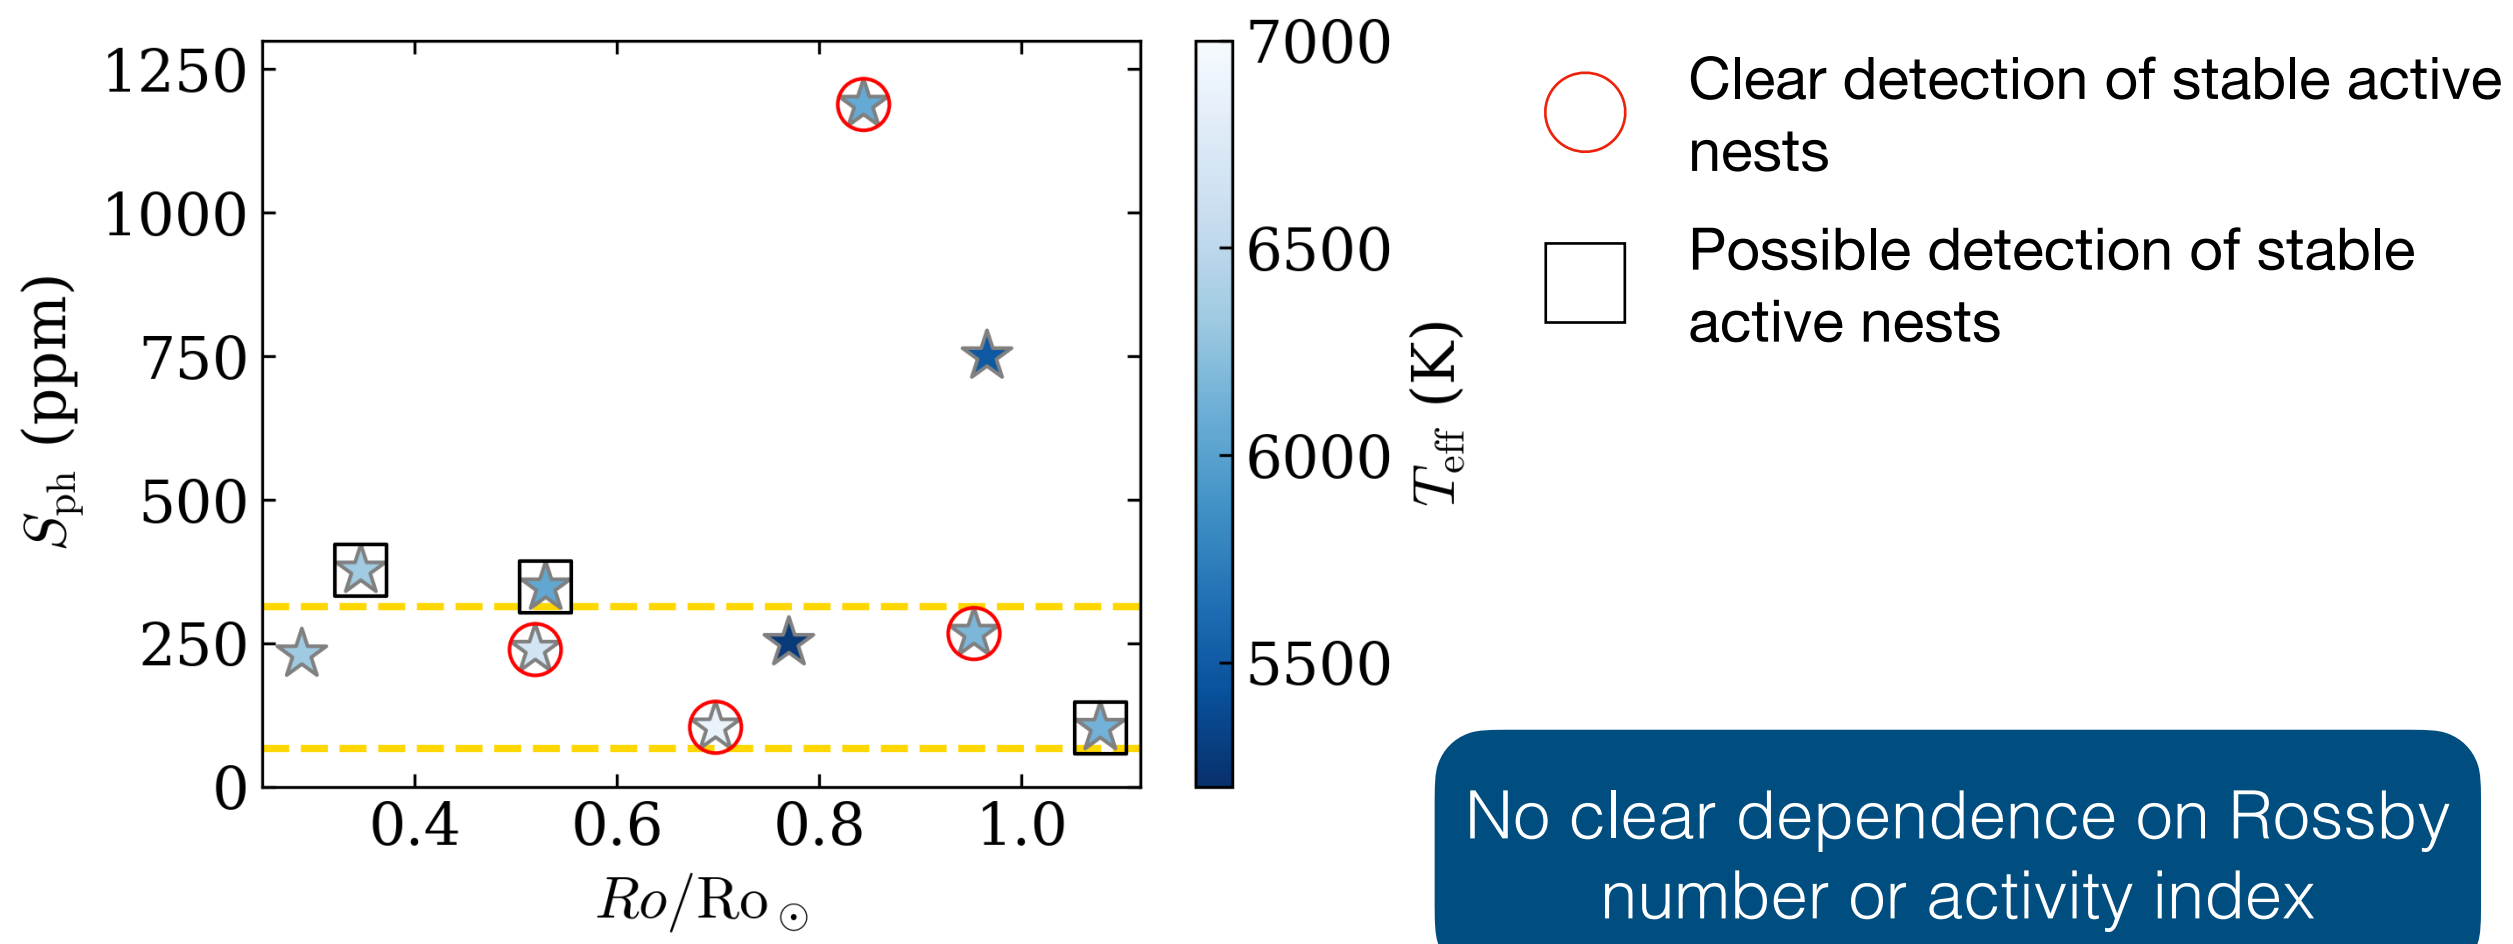 1250
1000
750
500
250
0
S_ph (ppm)
0.4 0.6 0.8 1.0
Ro/Ro⊙
7000
6500
6000
5500
T_eff (K)
Clear detection of stable active
nests
Possible detection of stable
active nests
No clear dependence on Rossby
number or activity index